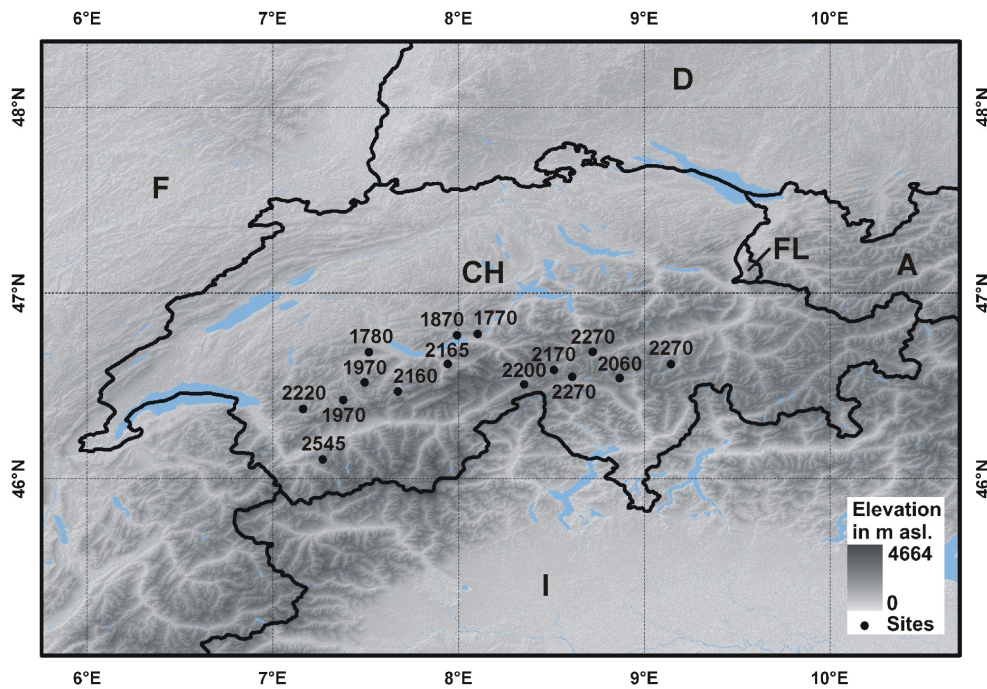 6°E 7°E 8°E 9°E 10°E
48°N 48°N
D
F
FL
A
CH
47°N 47°N
1870 1770
1780 2270
2165 2170 2270
1970 2160 2200 2060
2220 2270
1970
2545
46°N 46°N
Elevation
in m asl.
4664
0
Sites
I
6°E 7°E 8°E 9°E 10°E